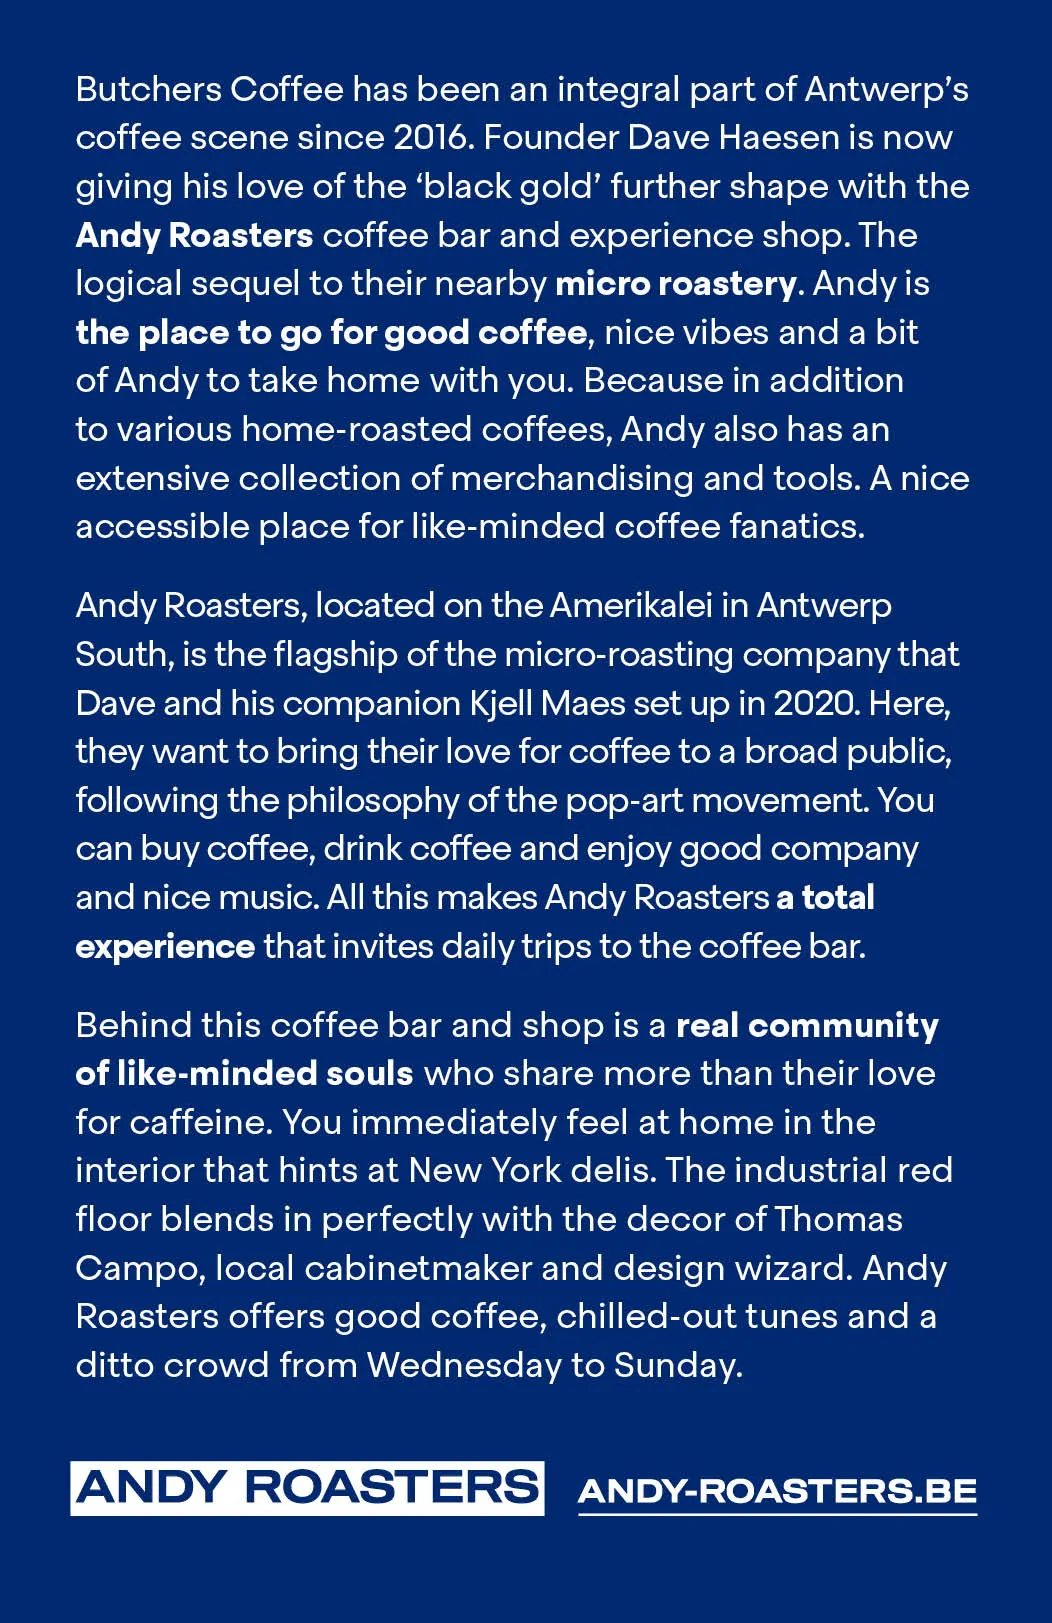 Butchers Coffee has been an integral part of Antwerp’s
coffee scene since 2016. Founder Dave Haesen is now
giving his love of the ‘black gold’ further shape with the
Andy Roasters coffee bar and experience shop. The
logical sequel to their nearby micro roastery. Andy is
the place to go for good coffee, nice vibes and a bit
of Andy to take home with you. Because in addition
to various home-roasted coffees, Andy also has an
extensive collection of merchandising and tools. A nice
accessible place for like-minded coffee fanatics.
Andy Roasters, located on the Amerikalei in Antwerp
South, is the flagship of the micro-roasting company that
Dave and his companion Kjell Maes set up in 2020. Here,
they want to bring their love for coffee to a broad public,
following the philosophy of the pop-art movement. You
can buy coffee, drink coffee and enjoy good company
and nice music. All this makes Andy Roasters a total
experience that invites daily trips to the coffee bar.
Behind this coffee bar and shop is a real community
of like-minded souls who share more than their love
for caffeine. You immediately feel at home in the
interior that hints at New York delis. The industrial red
floor blends in perfectly with the decor of Thomas
Campo, local cabinetmaker and design wizard. Andy
Roasters offers good coffee, chilled-out tunes and a
ditto crowd from Wednesday to Sunday.
ANDY ROASTERS ANDY-ROASTERS.BE